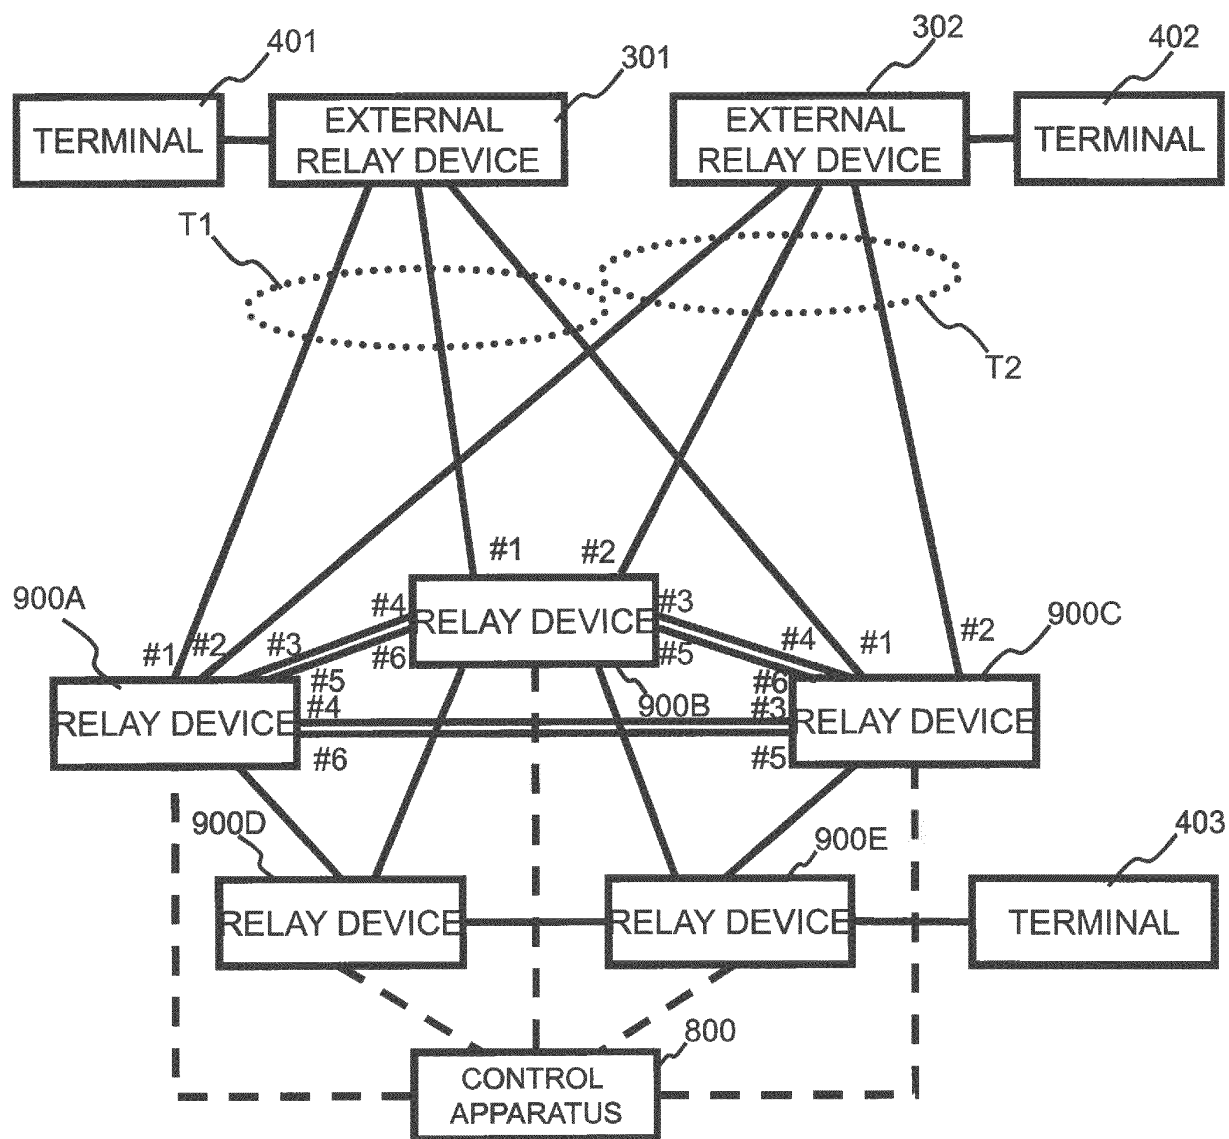 401
301
302
402
TERMINAL
EXTERNAL
RELAY DEVICE
EXTERNAL
RELAY DEVICE
TERMINAL
T1
T2
#1
#2
900A
#4
RELAY DEVICE
#3
900C
#1
#2
#3
#6
#5
#4
#1
#2
#5
900B
#6
RELAY DEVICE
#4
#3
RELAY DEVICE
#6
#5
900D
900E
403
RELAY DEVICE
RELAY DEVICE
TERMINAL
800
CONTROL
APPARATUS